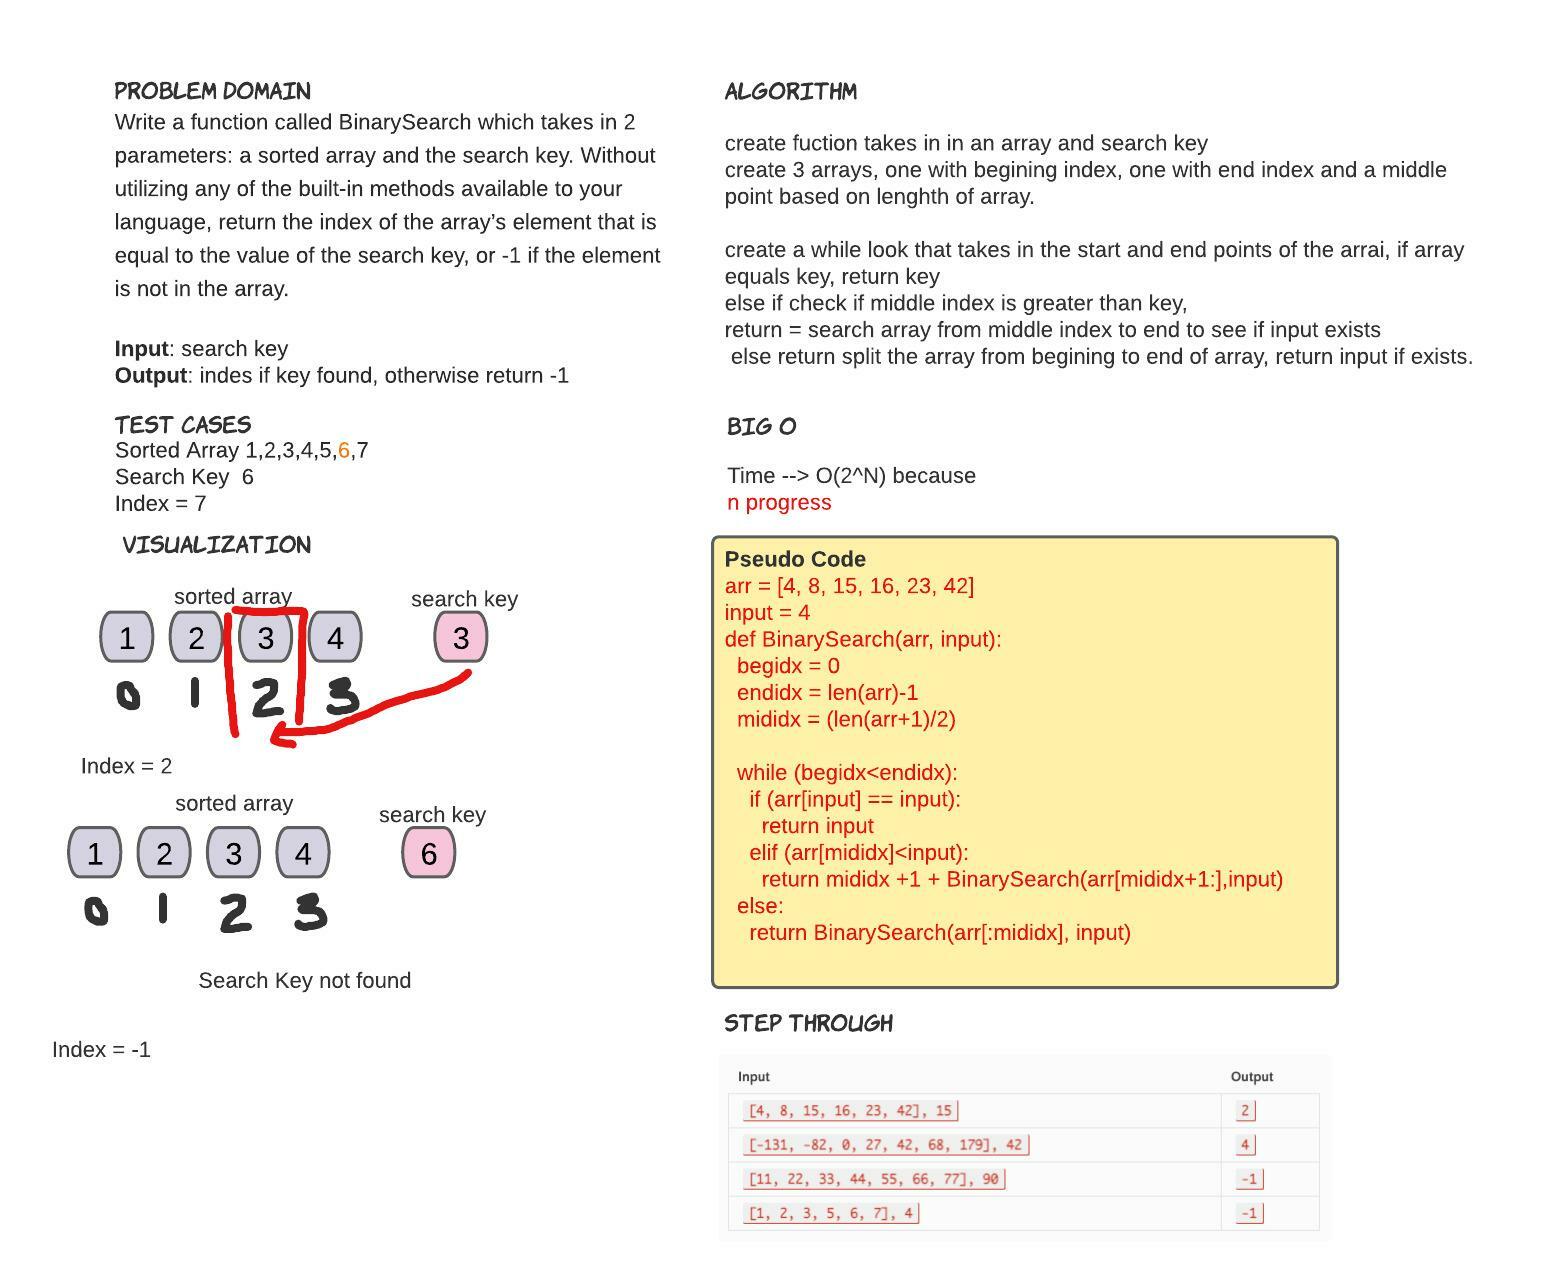 PROBLEM DOMAIN
Write a function called BinarySearch which takes in 2
parameters: a sorted array and the search key. Without
utilizing any of the built-in methods available to your
language, return the index of the array’s element that is
equal to the value of the search key, or -1 if the element
is not in the array.
Input: search key
Output: indes if key found, otherwise return -1
TEST CASES
Sorted Array 1,2,3,4,5,6,7
Search Key  6
Index = 7
VISUALIZATION
sorted array
search key
1 2 3 4 3
0 1 2 3
Index = 2
sorted array
search key
1 2 3 4 6
0 1 2 3
Search Key not found
Index = -1
ALGORITHM
create fuction takes in in an array and search key
create 3 arrays, one with begining index, one with end index and a middle
point based on lenghth of array.
create a while look that takes in the start and end points of the arrai, if array
equals key, return key
else if check if middle index is greater than key,
return = search array from middle index to end to see if input exists
else return split the array from begining to end of array, return input if exists.
BIG O
Time --> O(2^N) because
n progress
Pseudo Code
arr = [4, 8, 15, 16, 23, 42]
input = 4
def BinarySearch(arr, input):
begidx = 0
endidx = len(arr)-1
mididx = (len(arr+1)/2)
while (begidx<endidx):
if (arr[input] == input):
return input
elif (arr[mididx]<input):
return mididx +1 + BinarySearch(arr[mididx+1:],input)
else:
return BinarySearch(arr[:mididx], input)
STEP THROUGH
Input Output
[4, 8, 15, 16, 23, 42], 15 2
[-131, -82, 0, 27, 42, 68, 179], 42 4
[11, 22, 33, 44, 55, 66, 77], 90 -1
[1, 2, 3, 5, 6, 7], 4 -1